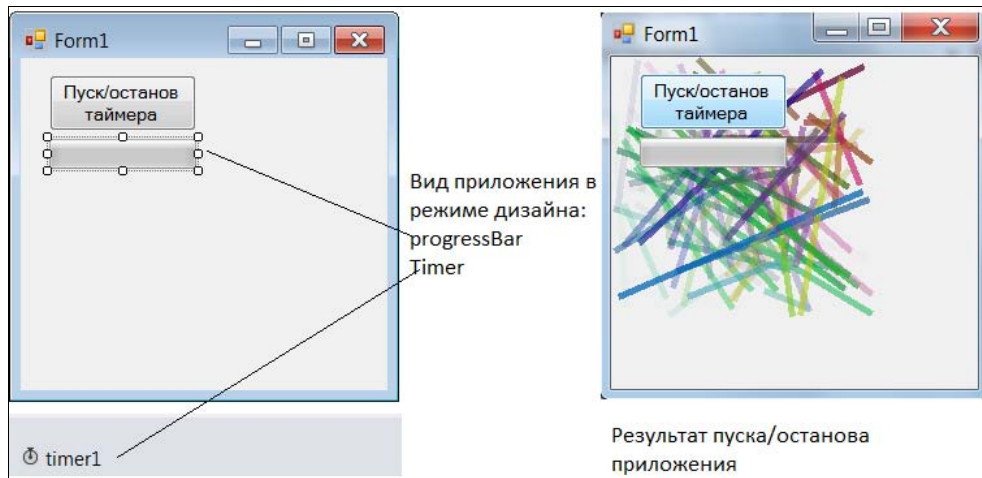 Form1
Пуск/останов
таймера
timer1
Вид приложения в
режиме дизайна:
progressBar
Timer
Form1
Пуск/останов
таймера
Результат пуска/останова
приложения